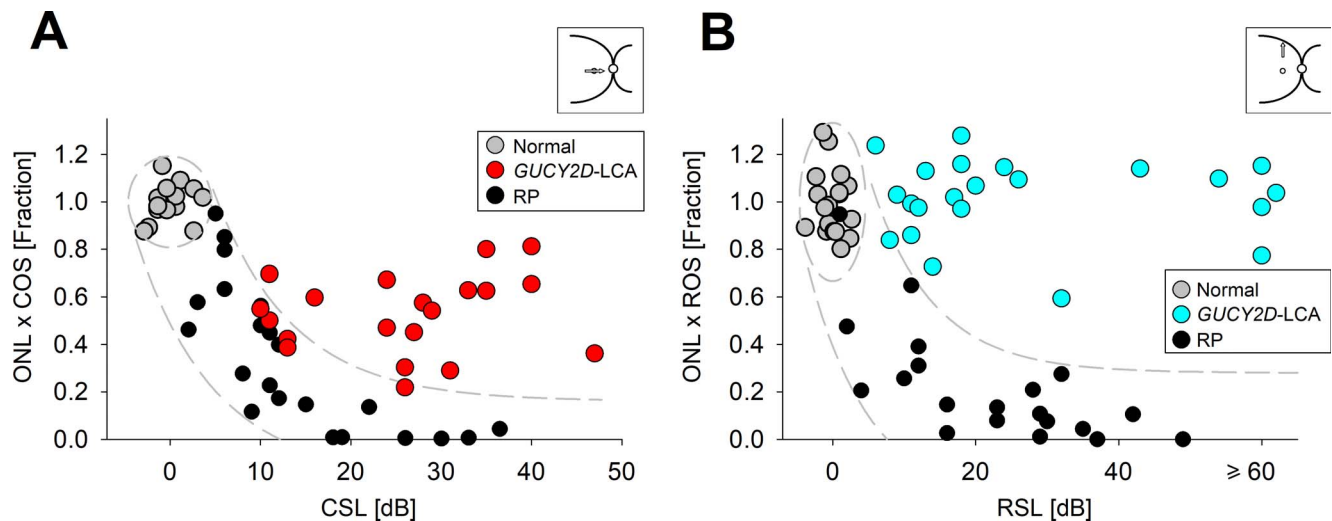 A
B
Normal
GUCY2D-LCA
RP
Normal
GUCY2D-LCA
RP
ONL x COS [Fraction]
1.2
1.0
0.8
0.6
0.4
0.2
0.0
0 10 20 30 40 50
CSL [dB]
ONL x ROS [Fraction]
1.2
1.0
0.8
0.6
0.4
0.2
0.0
0 20 40 ≥ 60
RSL [dB]